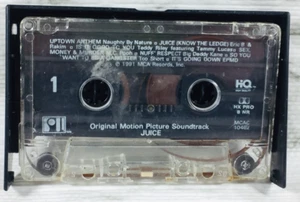 UPTOWN ANTHEM Naughty By Nature • JUICE (KNOW THE LEDGE) Eric B. &
Rakim • IS IT GOOD TO YOU Teddy Riley featuring Tammy Lucas • SEX,
MONEY & MURDER M.C. Pooh • NUFF' RESPECT Big Daddy Kane • SO YOU
WANT TO BE A GANGSTER Too Short • IT'S GOING DOWN EPMD
© 1991 MCA Records, Inc.
1
HQ
HX PRO
B NR
Original Motion Picture Soundtrack
JUICE
MCAC
10462